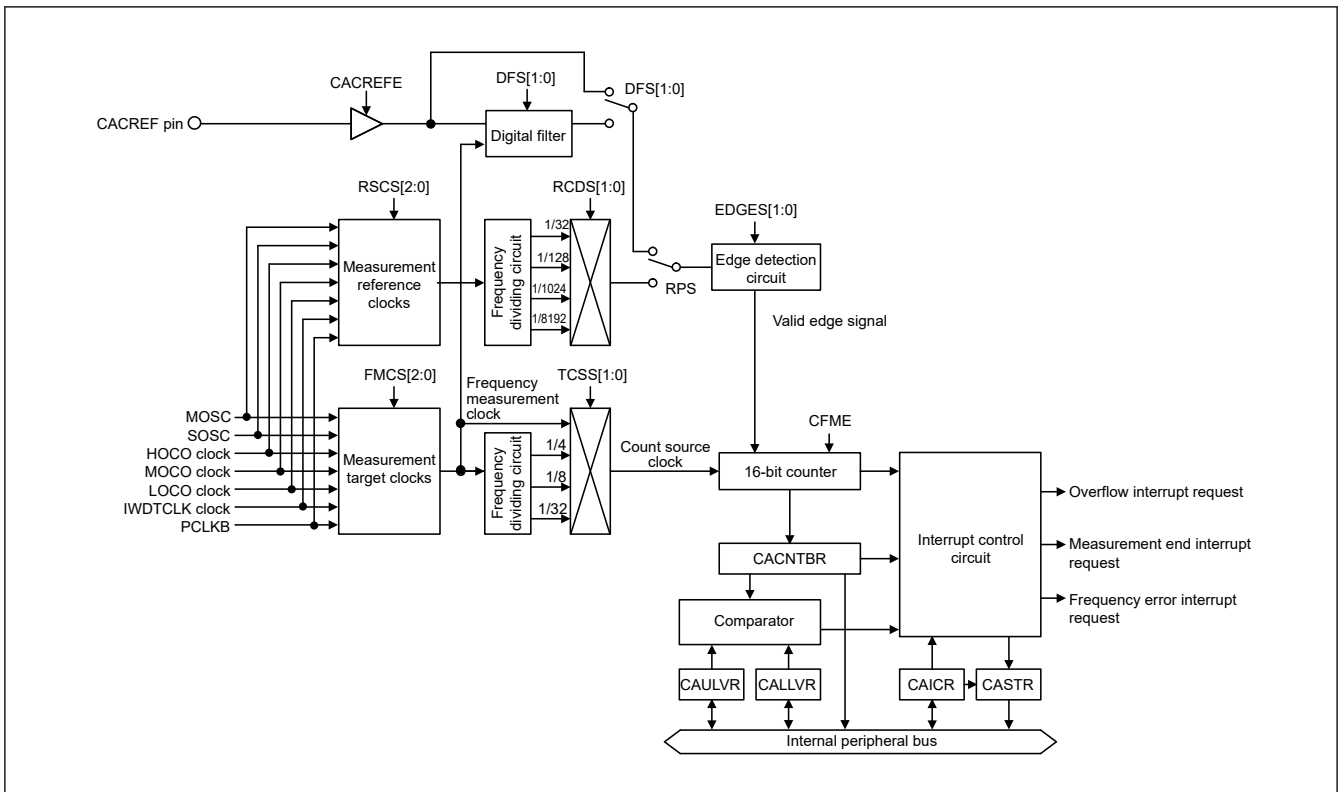 CACREFE
DFS[1:0]
DFS[1:0]
CACREF pin
Digital filter
RSCS[2:0]
RCDS[1:0]
EDGES[1:0]
Measurement
reference
clocks
Frequency
dividing circuit
1/32
1/128
1/1024
1/8192
RPS
Edge detection
circuit
Valid edge signal
FMCS[2:0]
Frequency
measurement
clock
TCSS[1:0]
CFME
MOSC
SOSC
HOCO clock
MOCO clock
LOCO clock
IWDTCLK clock
PCLKB
Measurement
target clocks
Frequency
dividing circuit
1/4
1/8
1/32
Count source
clock
16-bit counter
CACNTBR
Comparator
CAULVR
CALLVR
Interrupt control
circuit
CAICR
CASTR
Overflow interrupt request
Measurement end interrupt
request
Frequency error interrupt
request
Internal peripheral bus